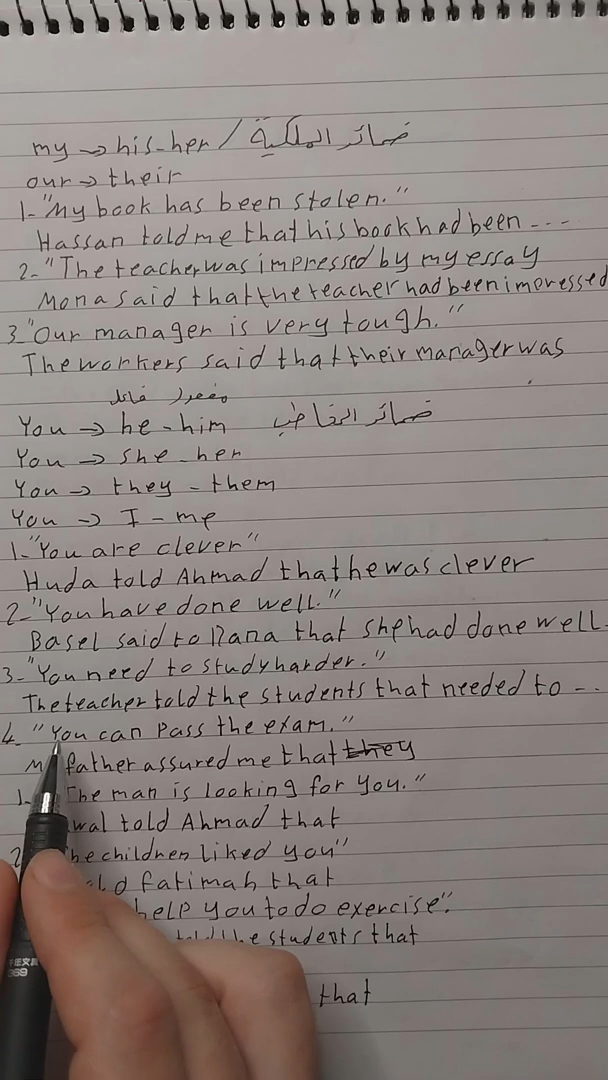 my → his-her / ضمائر الملكية
our → their
1- "My book has been stolen."
Hassan told me that his book had been ---
2- "The teacher was impressed by my essay
Mona said that the teacher had been impressed
3 "Our manager is very tough."
The workers said that their manager was
مفعول فاعل
You → he - him ضمائر المخاطب
You → she - her
You → they - them
You → I - me
1- "You are clever"
Huda told Ahmad that he was clever
2- "You have done well."
Basel said to Dana that she had done well.
3- "You need to study harder."
The teacher told the students that needed to --.
4- "You can pass the exam."
father assured me that they
1- The man is looking for you."
told Ahmad that
2 children liked you"
fatimah that
help you to do exercise".
the students that
that